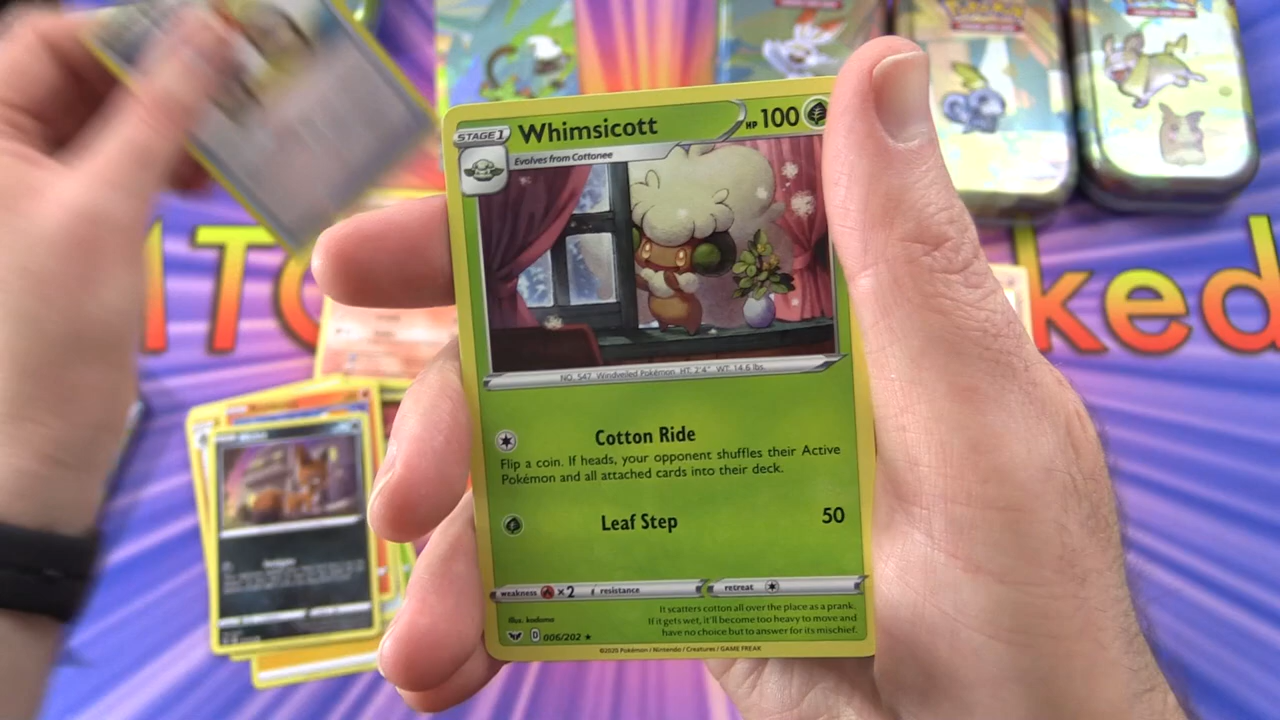 STAGE 1 Whimsicott HP 100
Evolves from Cottonee
NO. 547 Windveiled Pokémon HT: 2'4" WT: 14.6 lbs.
Cotton Ride
Flip a coin. If heads, your opponent shuffles their Active
Pokémon and all attached cards into their deck.
Leaf Step 50
weakness ×2 resistance retreat
It scatters cotton all over the place as a prank.
If it gets wet, it'll become too heavy to move and
have no choice but to answer for its mischief.
Illus. kodama
D 006/202 ★
©2020 Pokémon / Nintendo / Creatures / GAME FREAK
ked